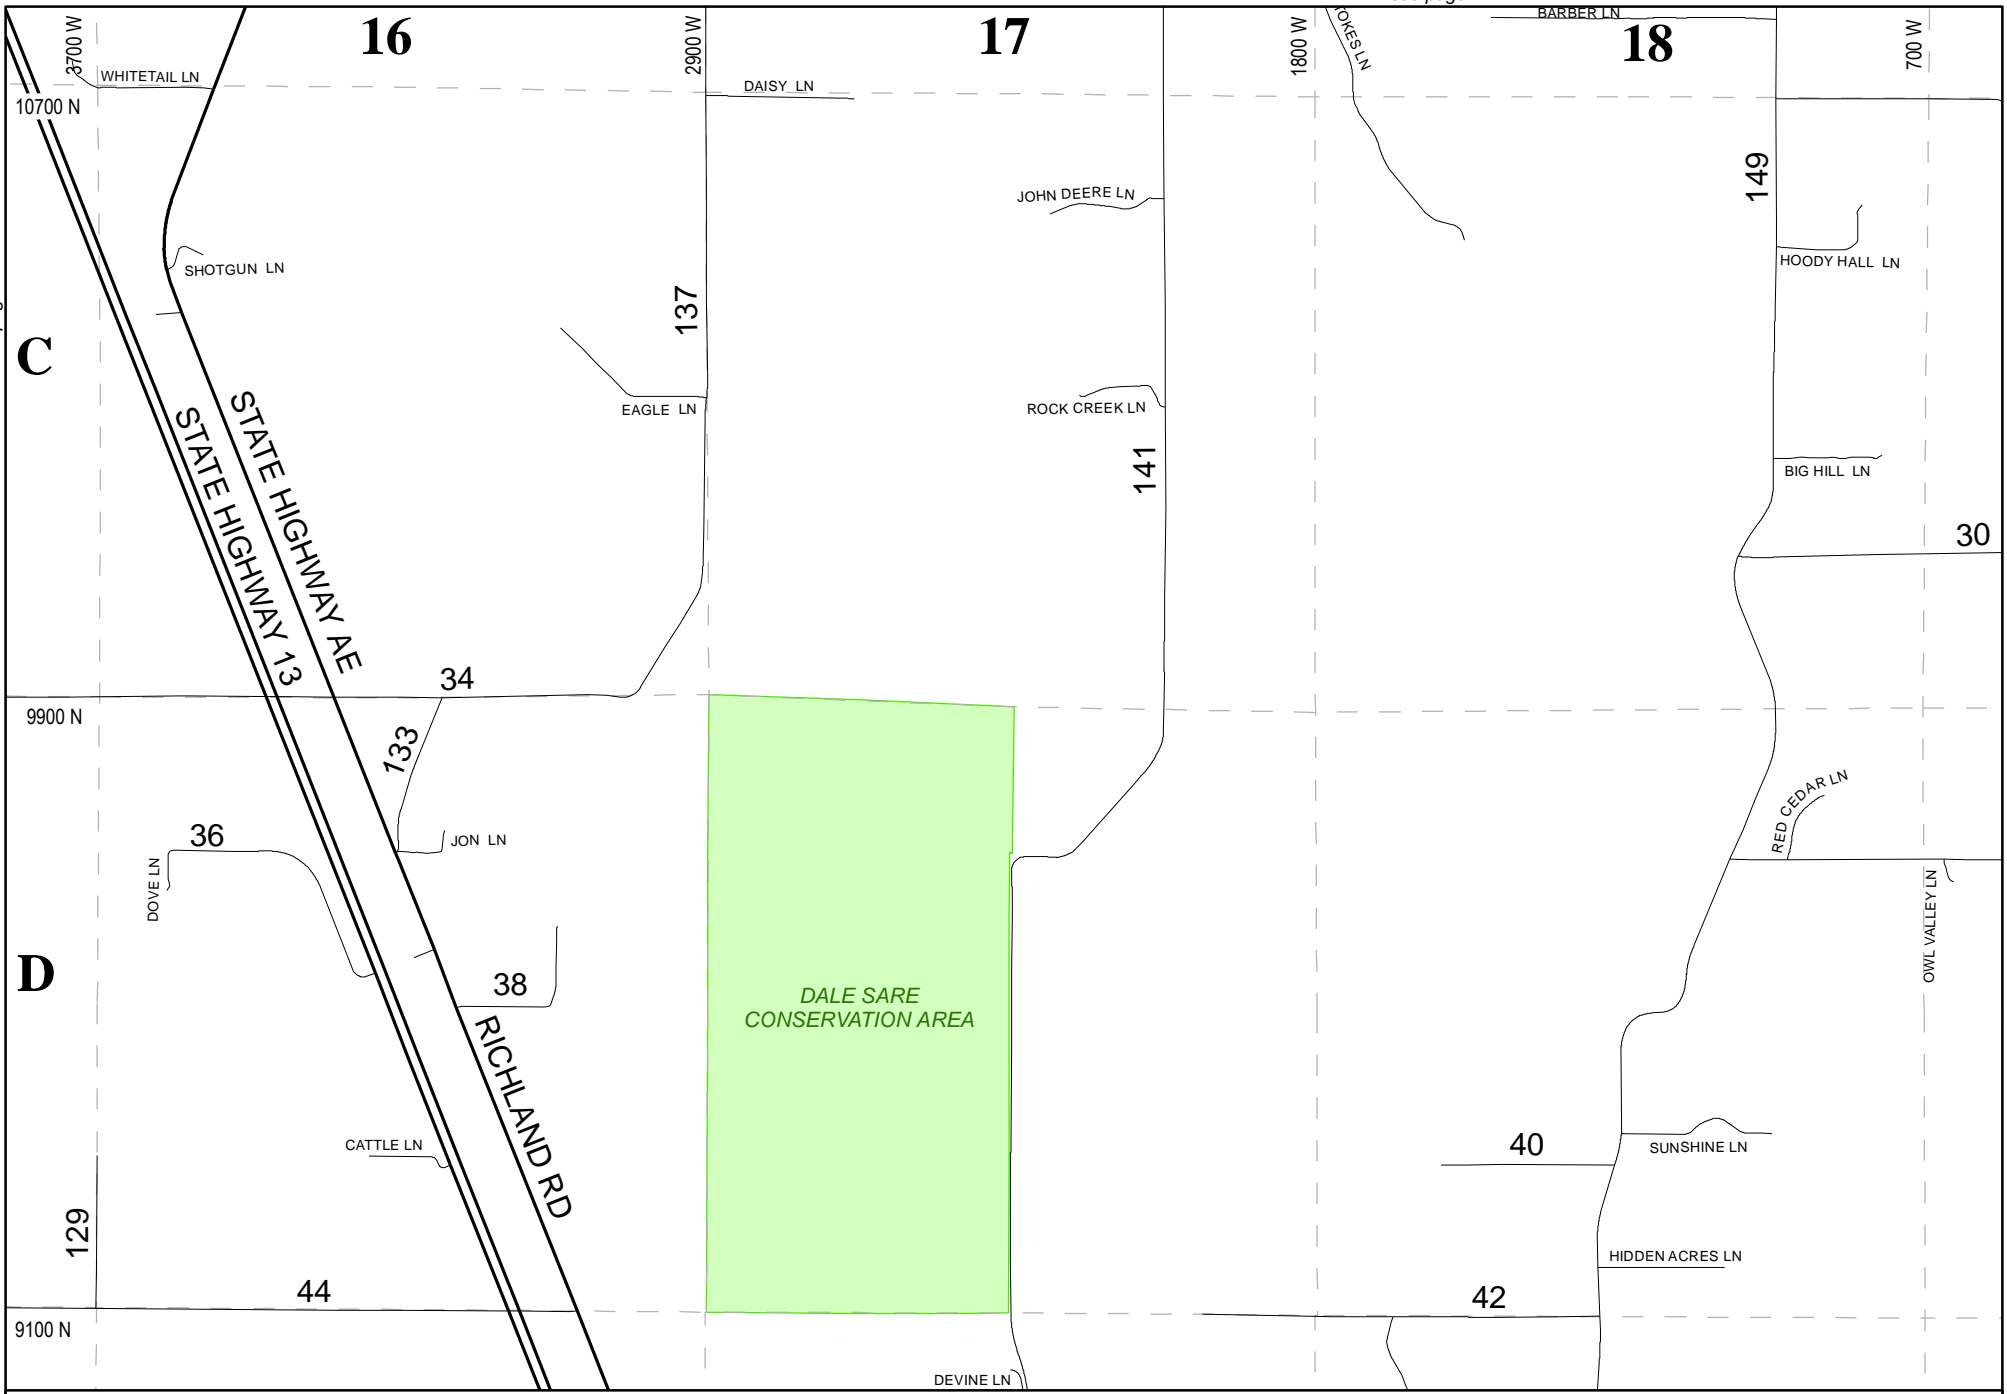 3700 W
16
2900 W
17
1800 W
BARBER LN
18
700 W
WHITETAIL LN
10700 N
DAISY LN
149
JOHN DEERE LN
SHOTGUN LN
HOODY HALL LN
137
C
EAGLE LN
ROCK CREEK LN
141
BIG HILL LN
STATE HIGHWAY AE
STATE HIGHWAY 13
30
34
9900 N
133
36
JON LN
DOVE LN
RED CEDAR LN
OWL VALLEY LN
D
38
DALE SARE
CONSERVATION AREA
RICHLAND RD
CATTLE LN
40
SUNSHINE LN
129
HIDDEN ACRES LN
44
42
9100 N
DEVINE LN